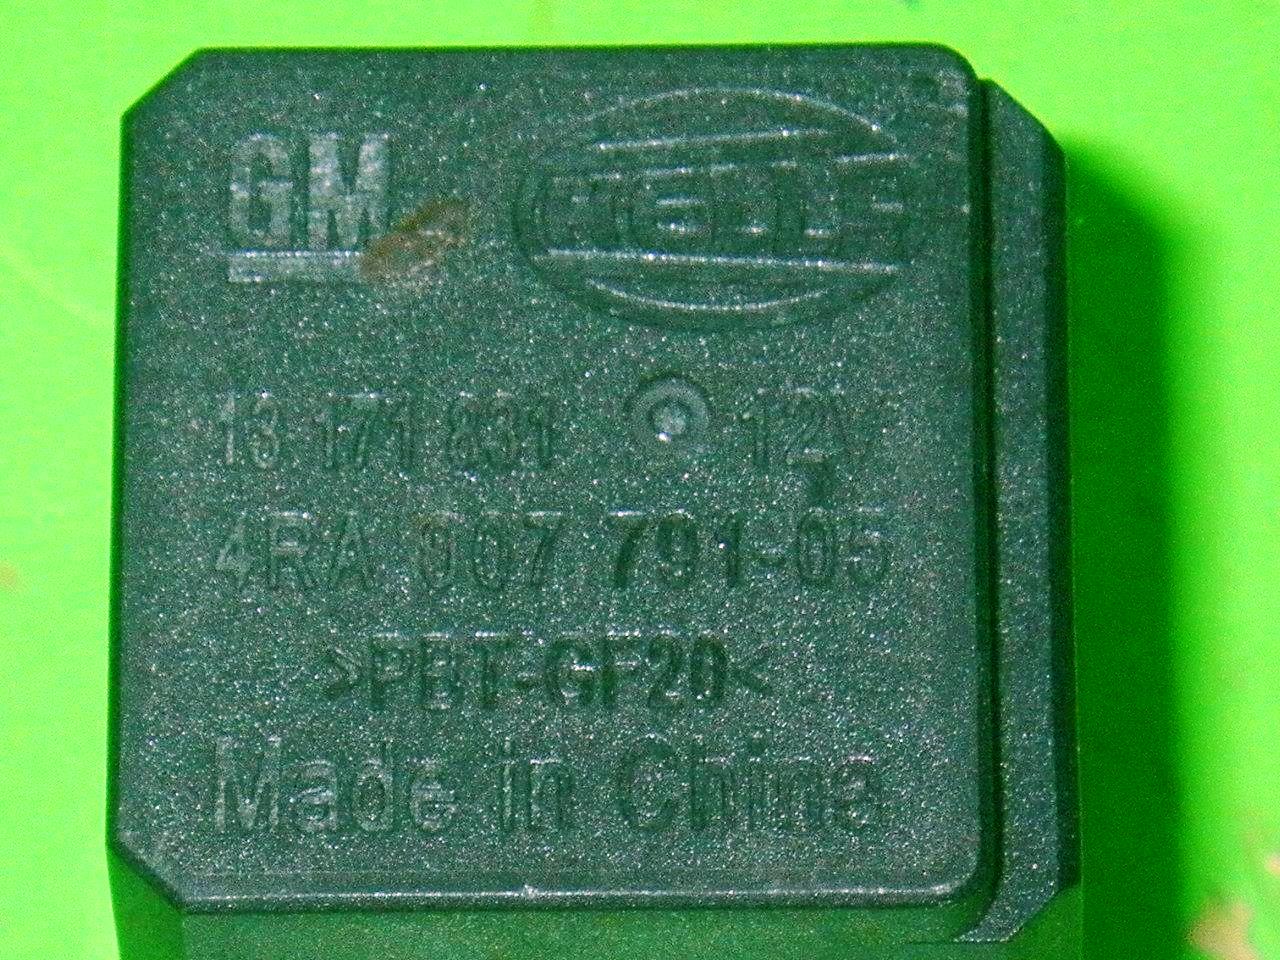 GM HELLA
13 171 831 12V
4RA 007 791-05
>PBT-GF20<
Made in China